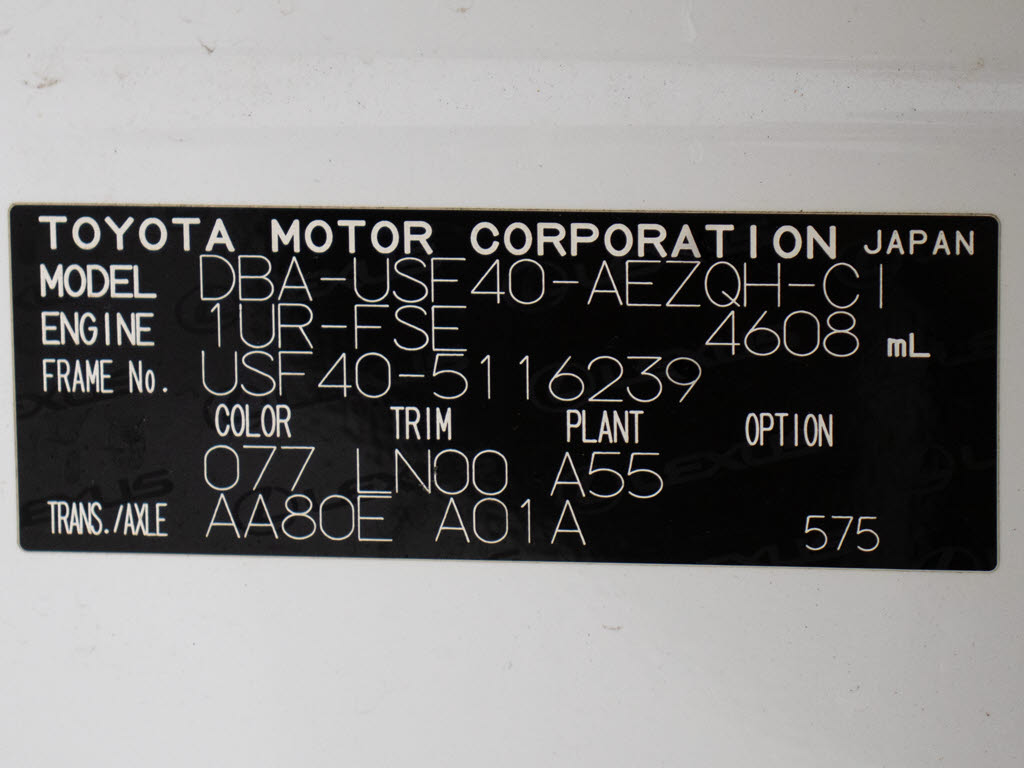 TOYOTA MOTOR CORPORATION JAPAN
MODEL DBA-USF40-AEZQH-C|
ENGINE 1UR-FSE 4608 mL
FRAME No. USF40-5116239
COLOR TRIM PLANT OPTION
077 LN00 A55
TRANS./AXLE AA80E A01A 575
LEXUS